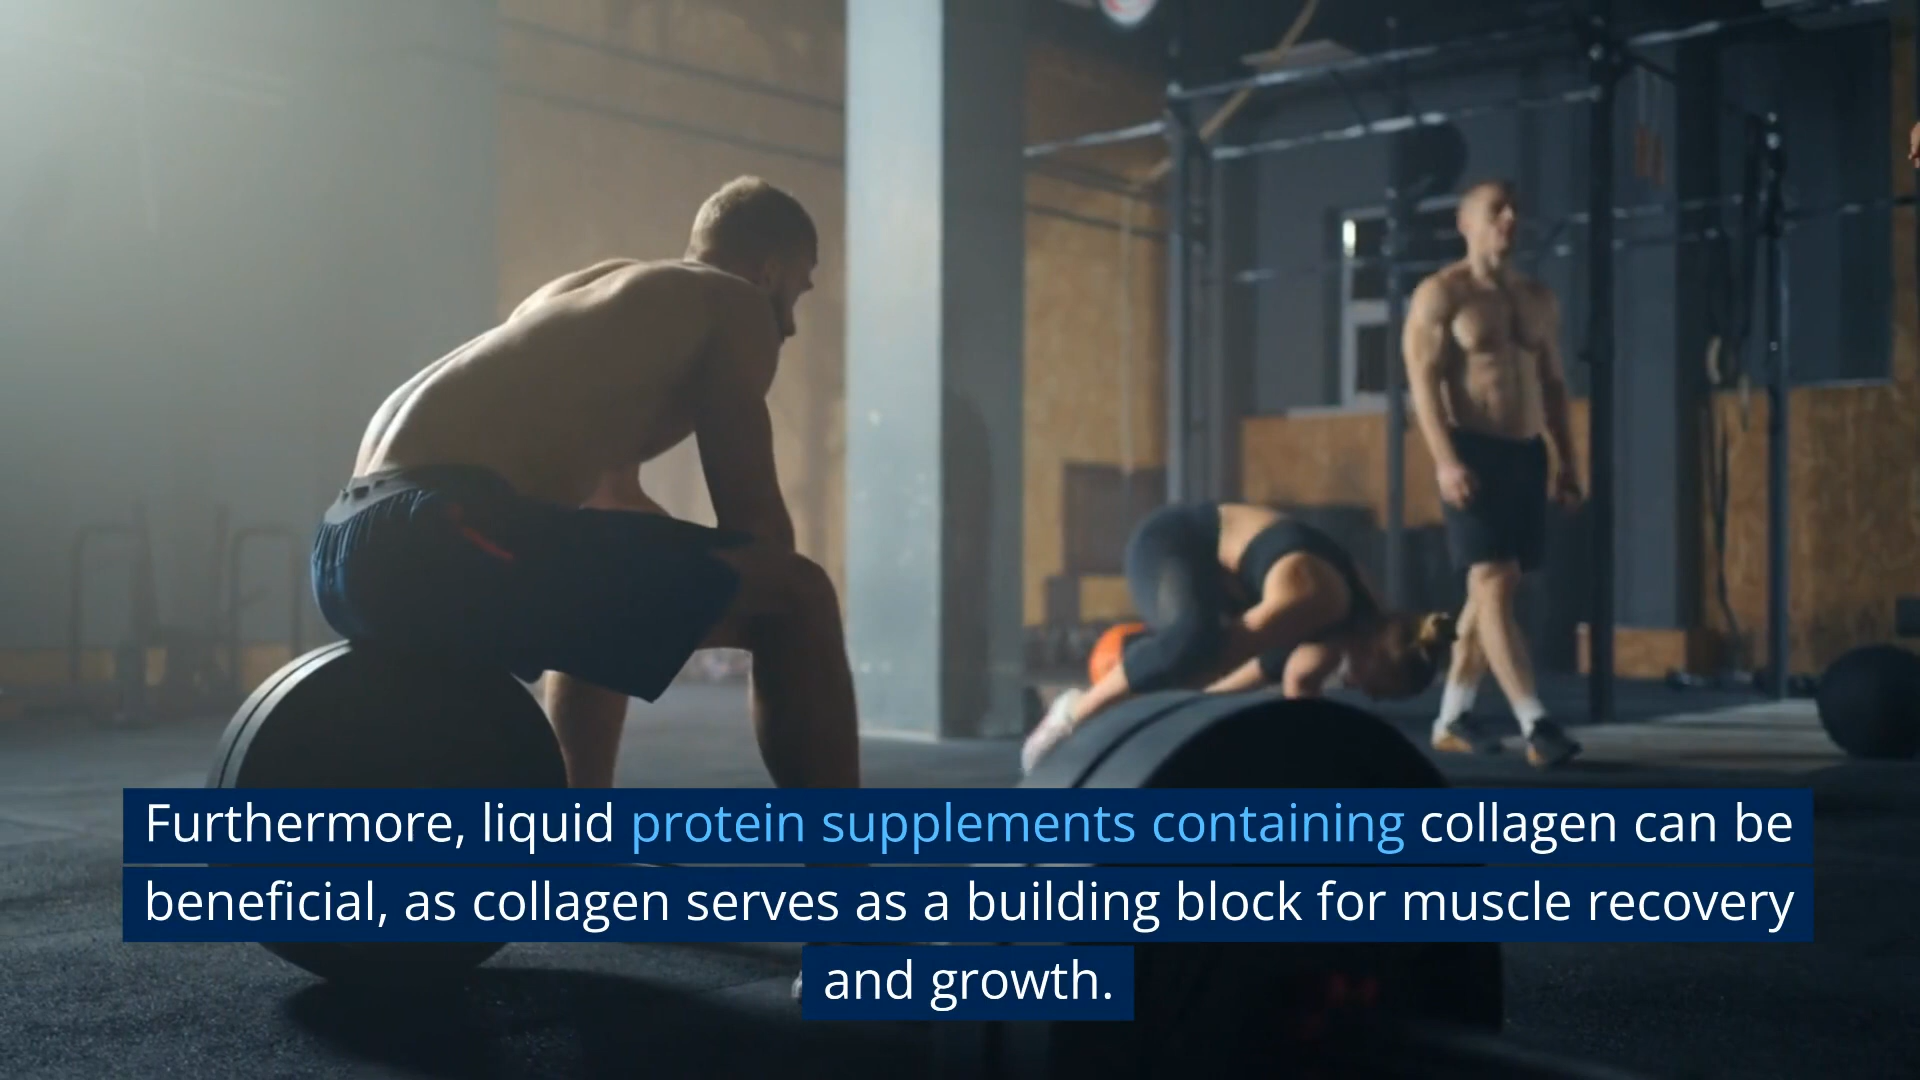 Furthermore, liquid protein supplements containing collagen can be
beneficial, as collagen serves as a building block for muscle recovery
and growth.